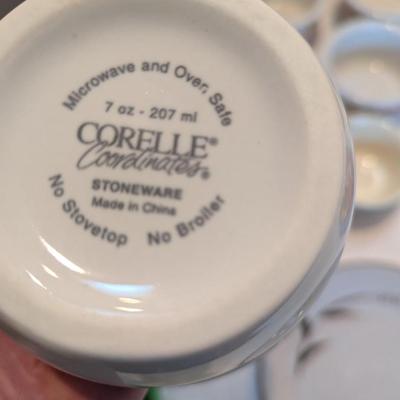 Microwave and Oven Safe
7 oz - 207 ml
CORELLE®
Coordinates®
STONEWARE
Made in China
No Stovetop No Broiler